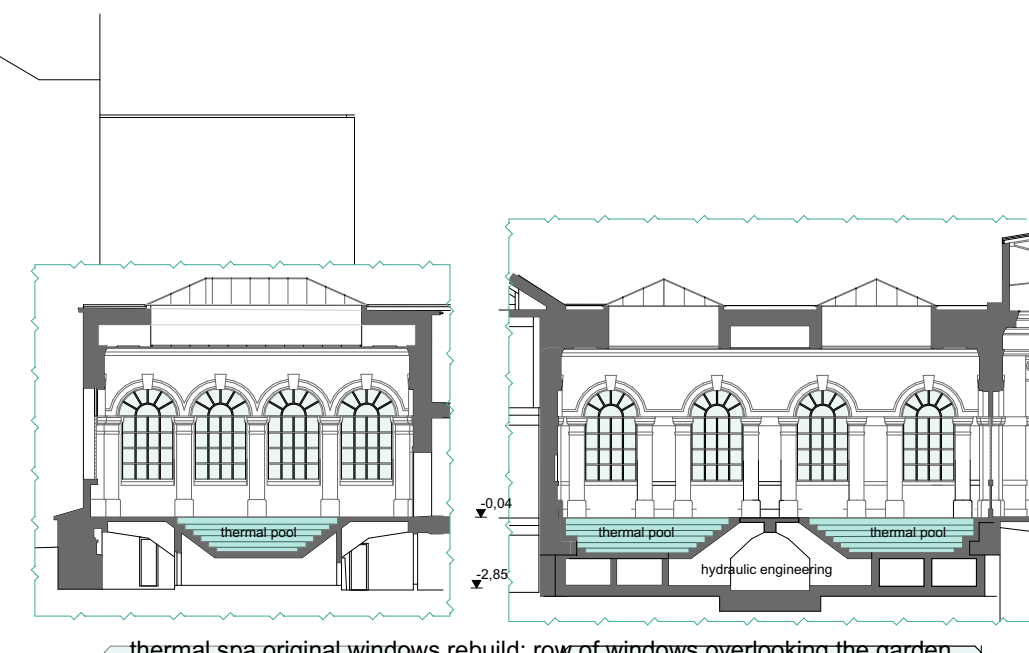 -0,04
thermal pool
thermal pool
thermal pool
hydraulic engineering
-2,85
thermal spa original windows rebuild: row of windows overlooking the garden